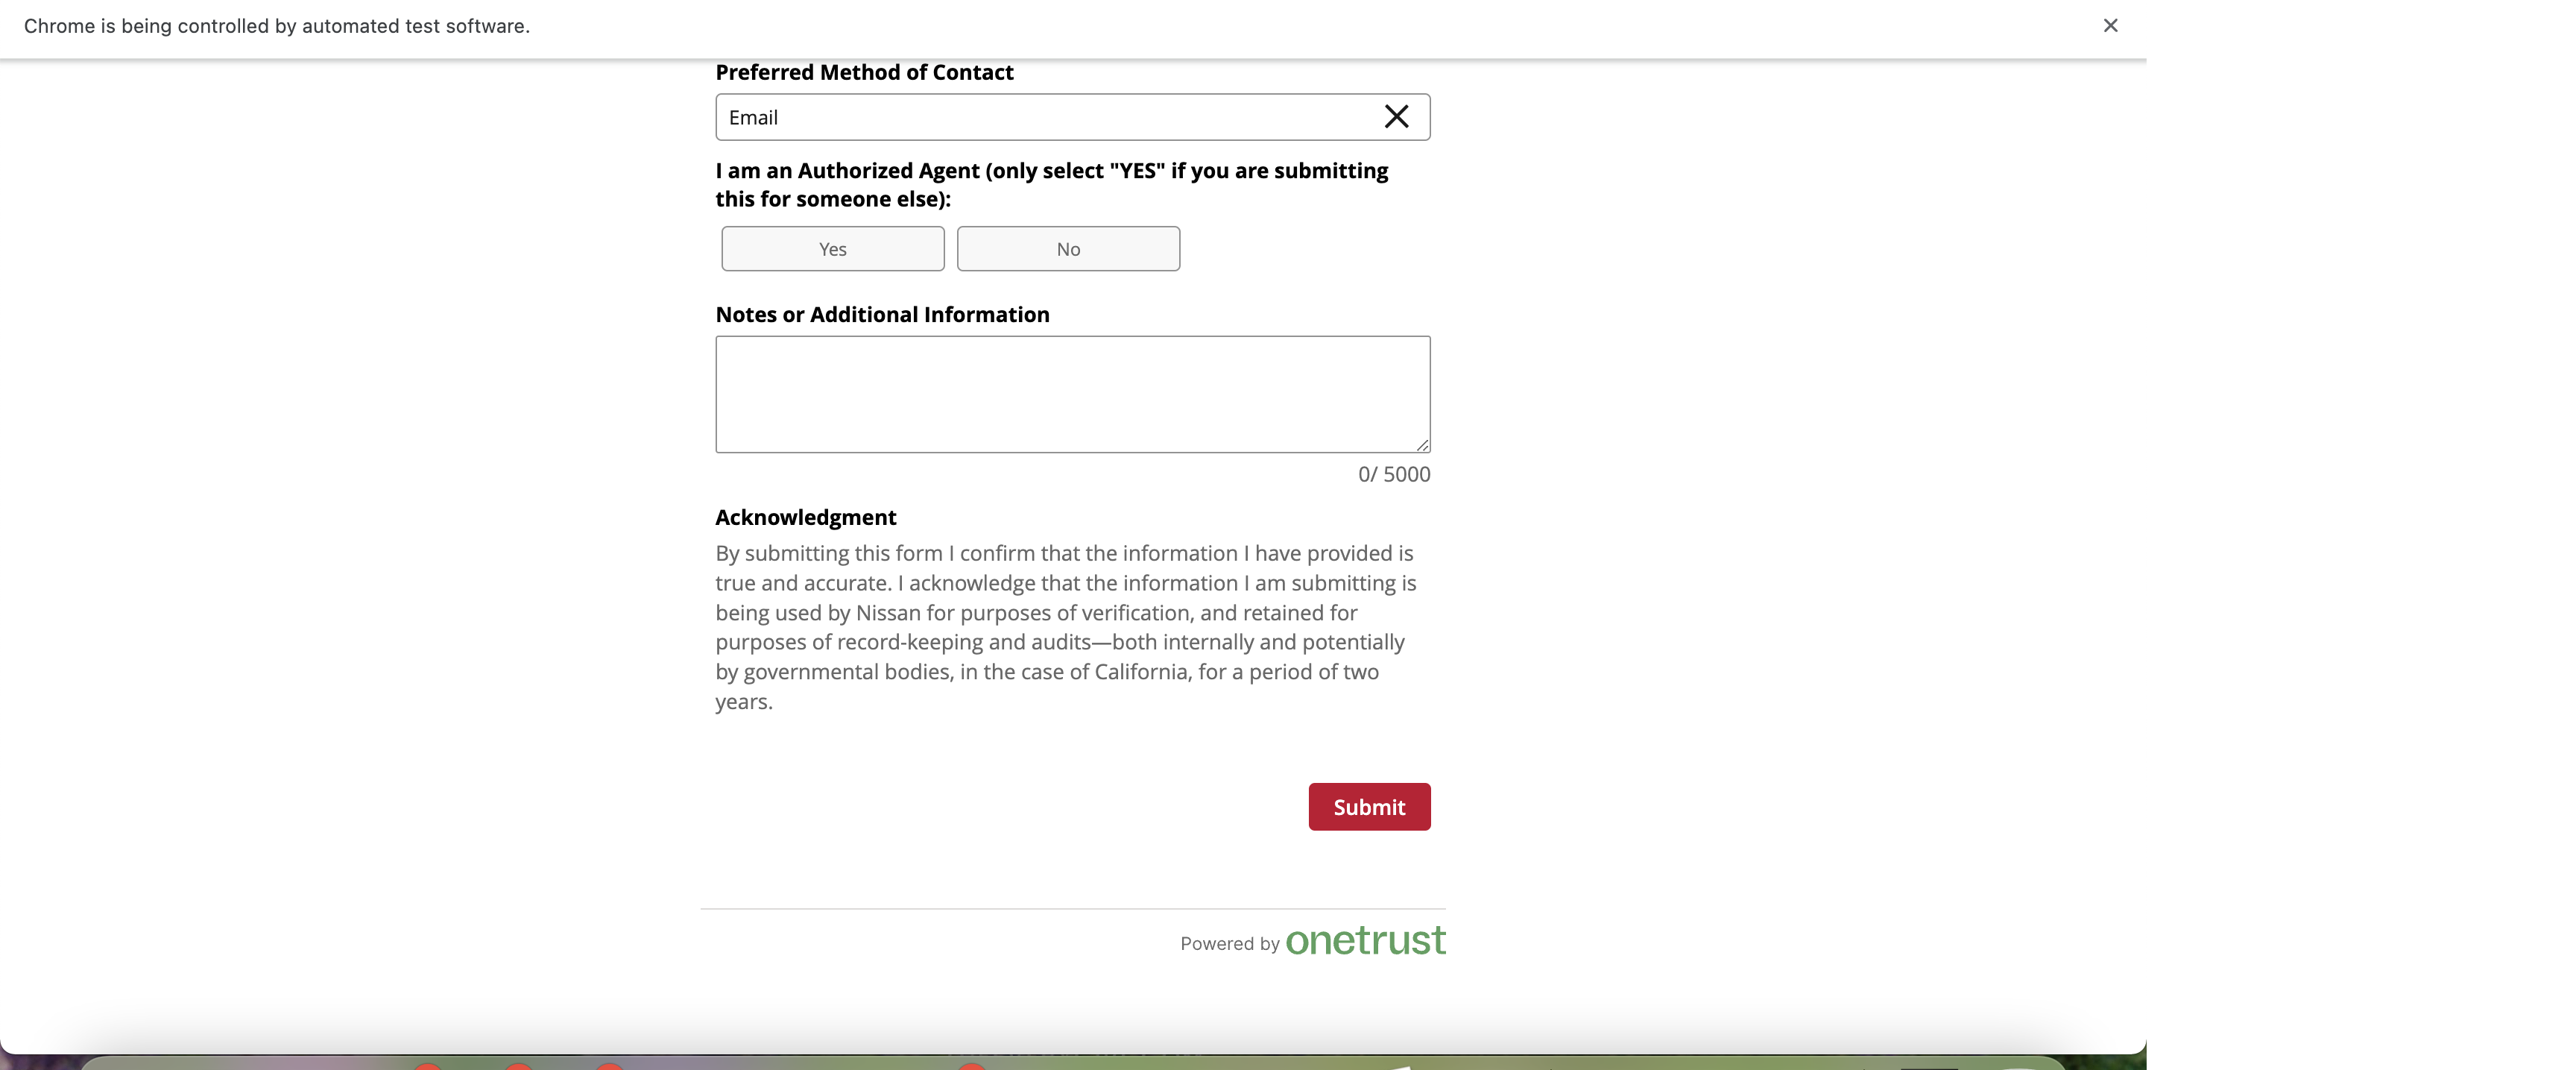 Chrome is being controlled by automated test software.
Preferred Method of Contact
Email
I am an Authorized Agent (only select "YES" if you are submitting
this for someone else):
Yes No
Notes or Additional Information
0/ 5000
Acknowledgment
By submitting this form I confirm that the information I have provided is
true and accurate. I acknowledge that the information I am submitting is
being used by Nissan for purposes of verification, and retained for
purposes of record-keeping and audits—both internally and potentially
by governmental bodies, in the case of California, for a period of two
years.
Submit
Powered by onetrust